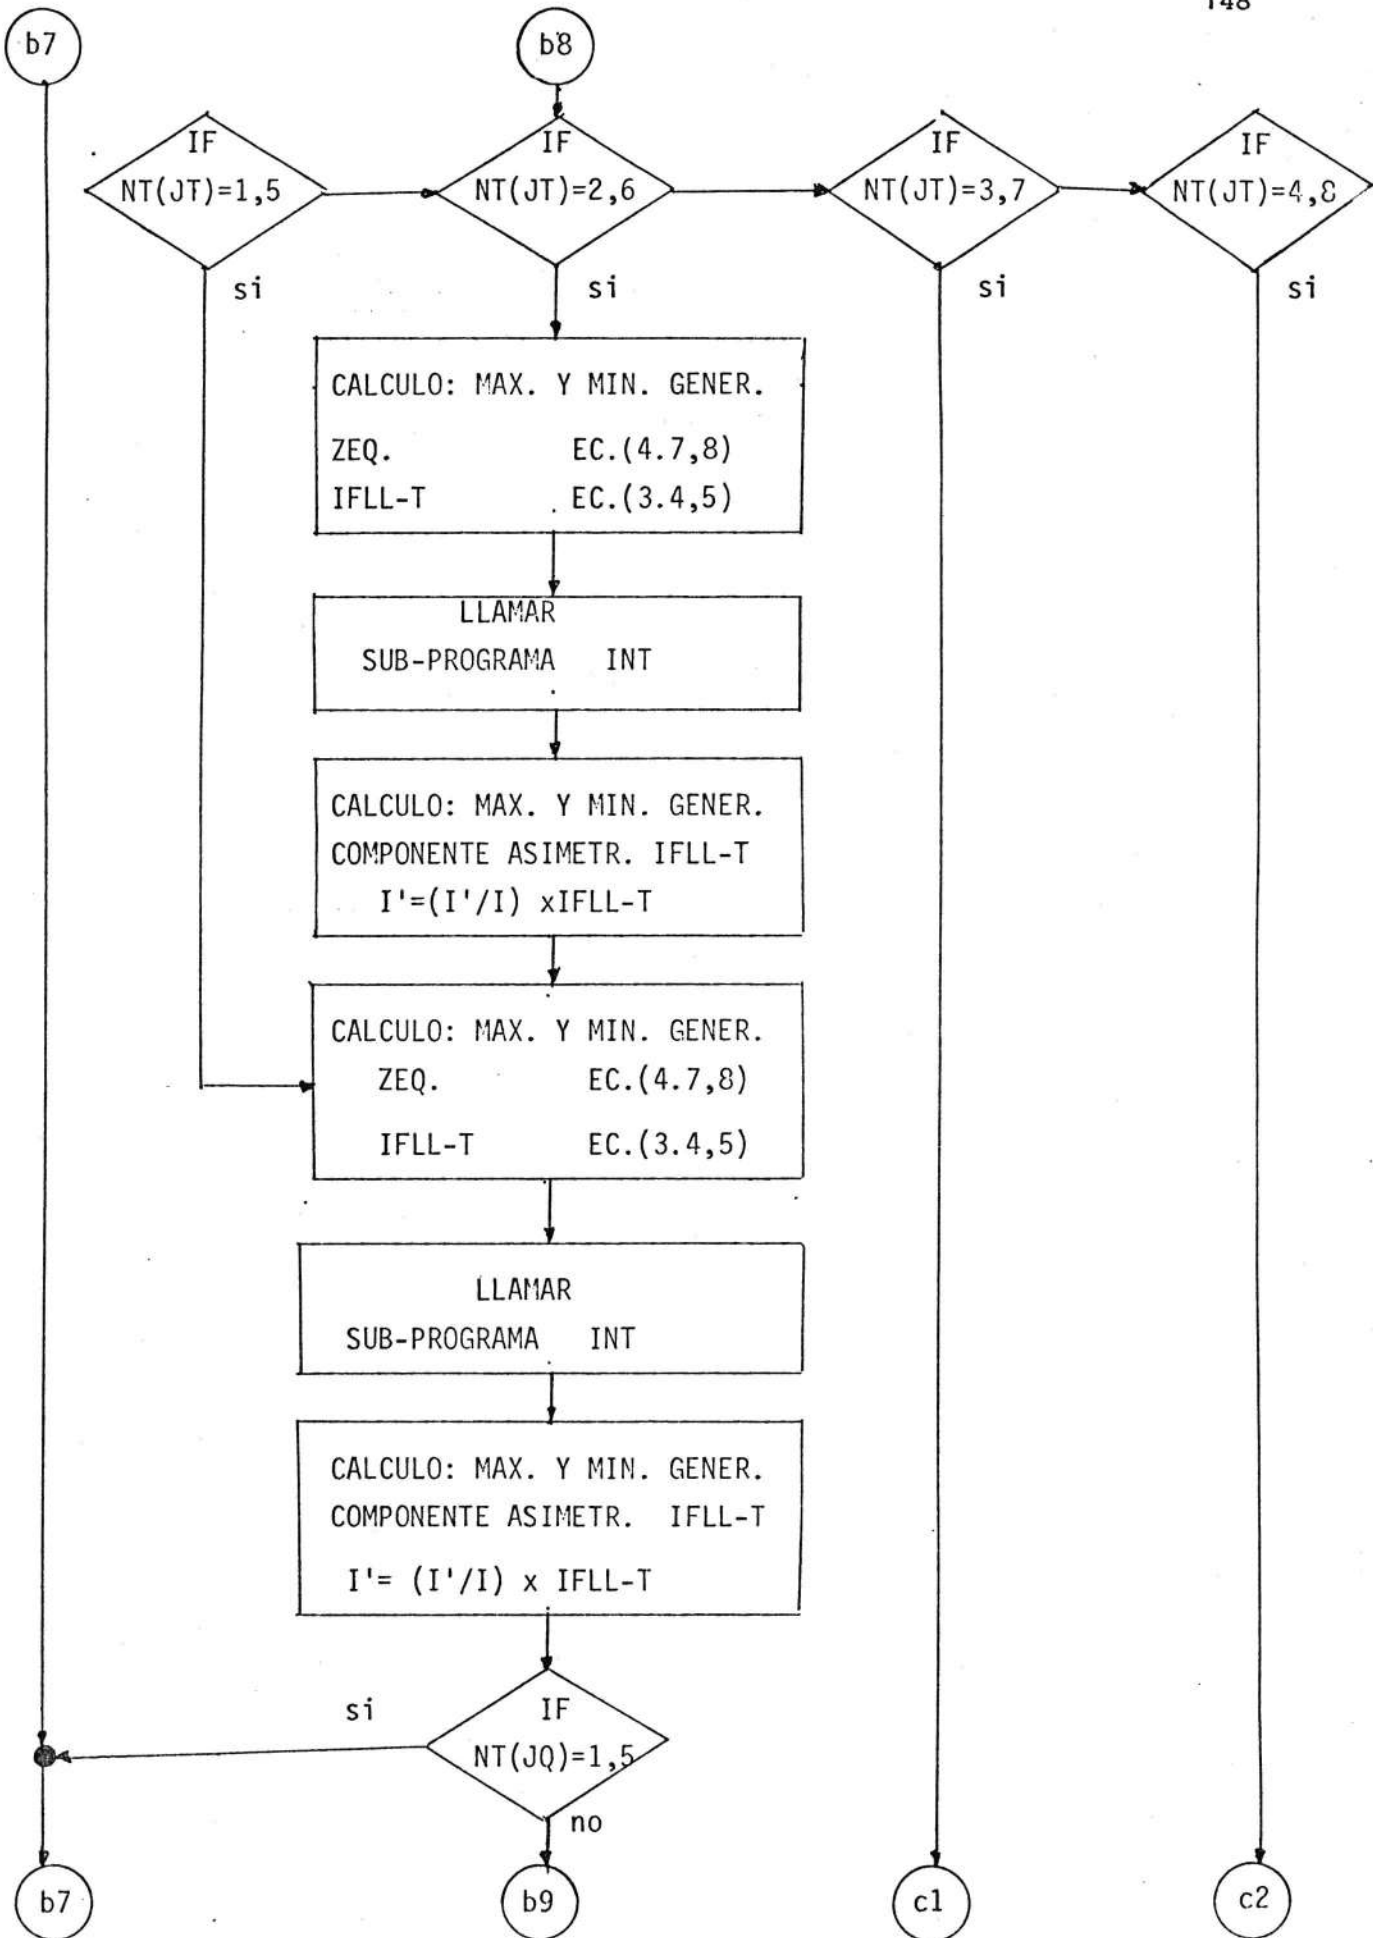 148
b7
b8
IF
NT(JT)=1,5
IF
NT(JT)=2,6
IF
NT(JT)=3,7
IF
NT(JT)=4,8
si
si
si
si
CALCULO: MAX. Y MIN. GENER.
ZEQ. EC.(4.7,8)
IFLL-T EC.(3.4,5)
LLAMAR
SUB-PROGRAMA INT
CALCULO: MAX. Y MIN. GENER.
COMPONENTE ASIMETR. IFLL-T
I'=(I'/I) xIFLL-T
CALCULO: MAX. Y MIN. GENER.
ZEQ. EC.(4.7,8)
IFLL-T EC.(3.4,5)
LLAMAR
SUB-PROGRAMA INT
CALCULO: MAX. Y MIN. GENER.
COMPONENTE ASIMETR. IFLL-T
I'= (I'/I) x IFLL-T
si
IF
NT(JQ)=1,5
no
b7
b9
c1
c2